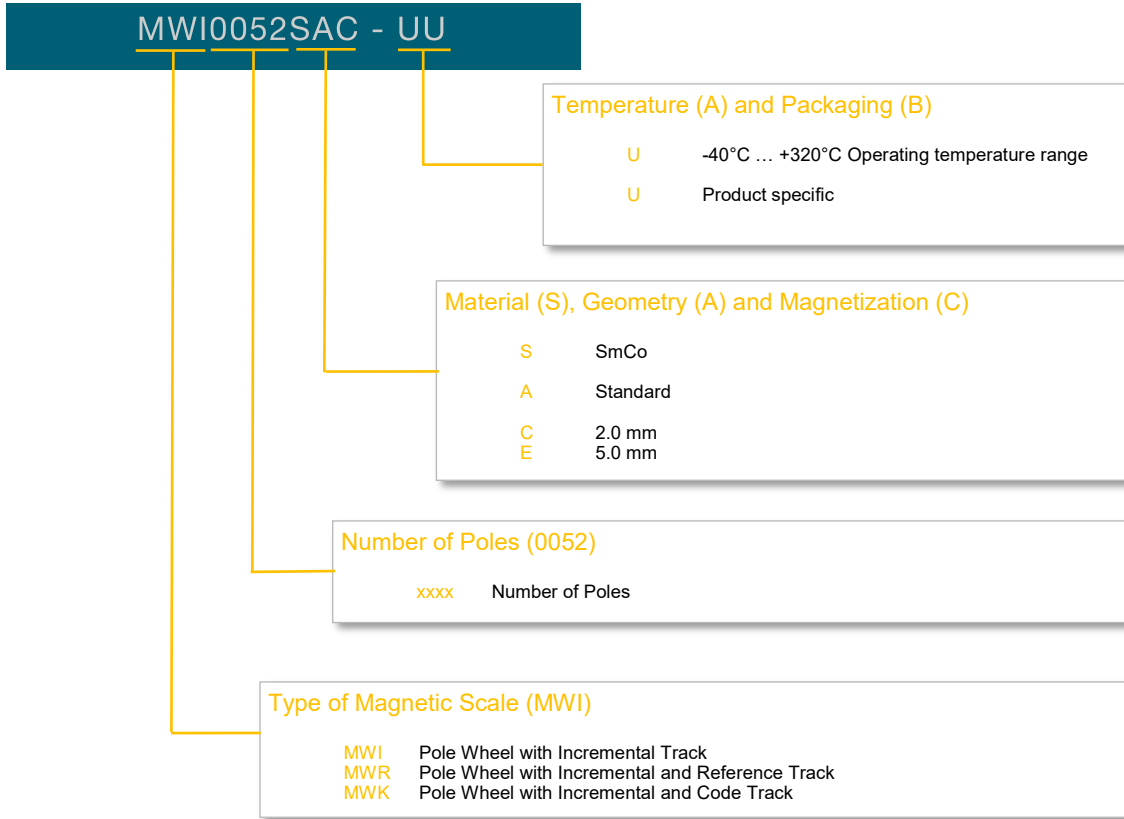 MWI0052SAC - UU
Temperature (A) and Packaging (B)
U -40°C … +320°C Operating temperature range
U Product specific
Material (S), Geometry (A) and Magnetization (C)
S SmCo
A Standard
C 2.0 mm
E 5.0 mm
Number of Poles (0052)
xxxx Number of Poles
Type of Magnetic Scale (MWI)
MWI Pole Wheel with Incremental Track
MWR Pole Wheel with Incremental and Reference Track
MWK Pole Wheel with Incremental and Code Track